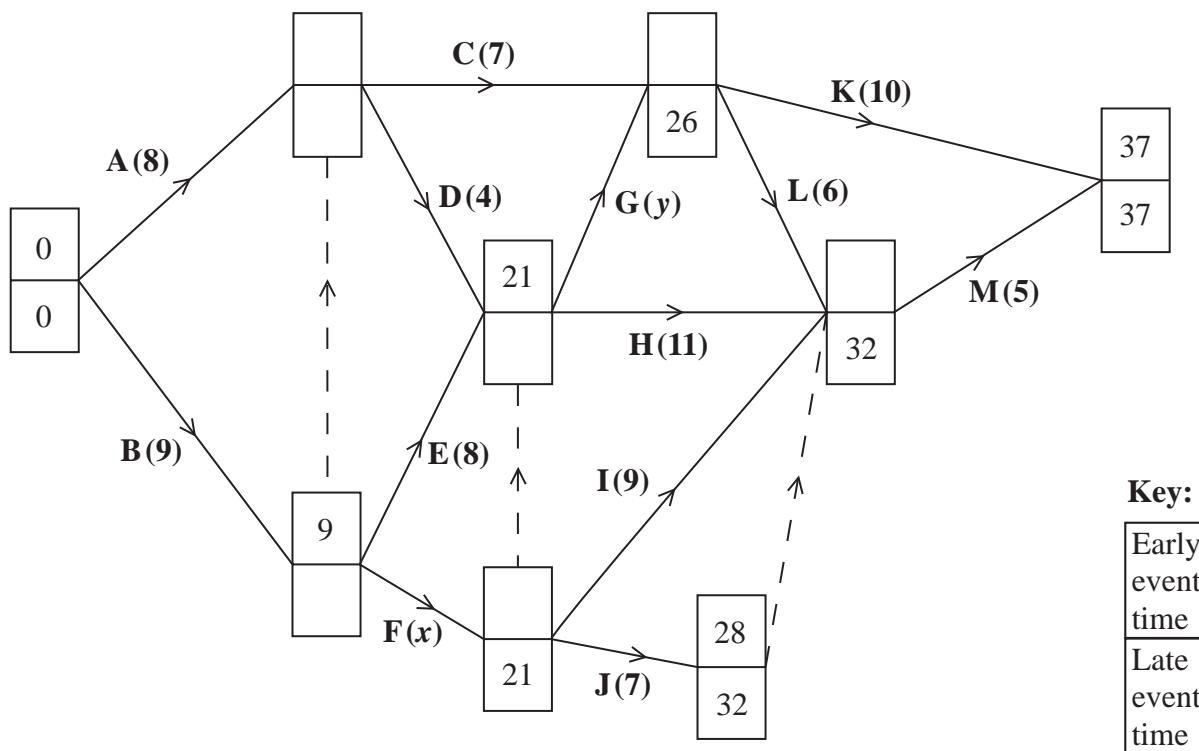 C(7)
K(10)
26
37
A(8)
D(4)
L(6)
G(y)
37
0
21
M(5)
0
H(11)
32
B(9)
E(8)
I(9)
9
Key:
Early
event
time
F(x)
28
21
J(7)
32
Late
event
time